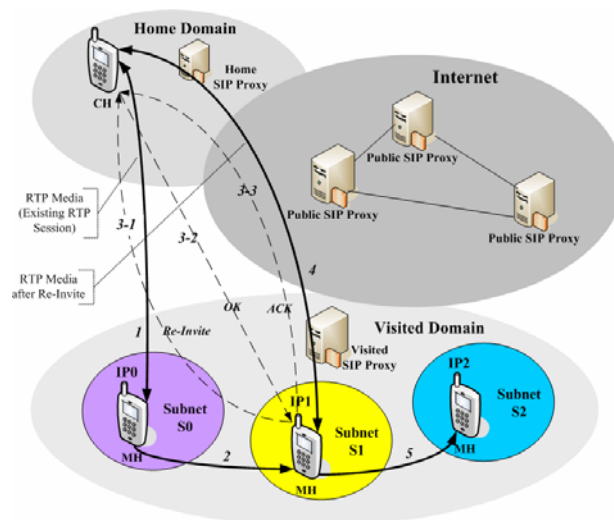 Home Domain
Home
SIP Proxy
CH
Internet
Public SIP Proxy
Public SIP Proxy
Public SIP Proxy
RTP Media
(Existing RTP
Session)
3-1
3-2
3-3
RTP Media
after Re-Invite
4
1
Re-Invite
OK
ACK
Visited
SIP Proxy
Visited Domain
IP0
Subnet
S0
MH
2
IP1
Subnet
S1
MH
5
IP2
Subnet
S2
MH